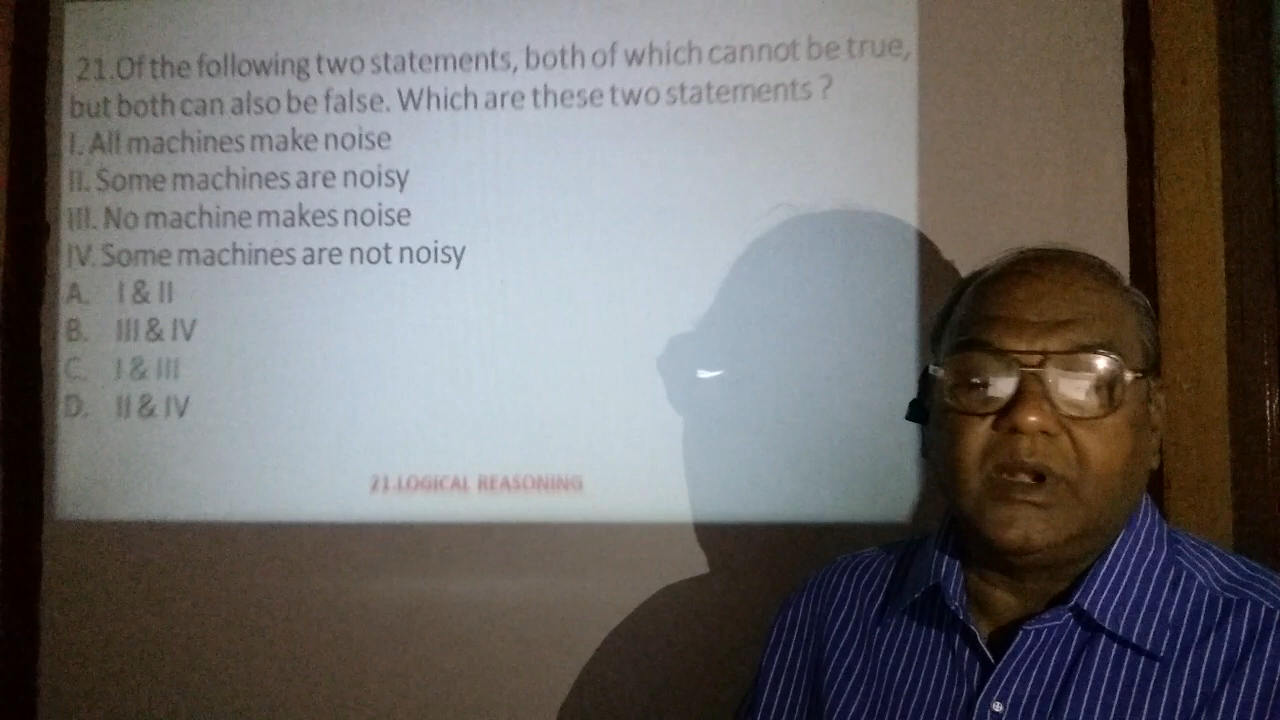 21.Of the following two statements, both of which cannot be true,
but both can also be false. Which are these two statements ?
I. All machines make noise
II. Some machines are noisy
III. No machine makes noise
IV. Some machines are not noisy
A. I & II
B. III & IV
C. I & III
D. II & IV
21 LOGICAL REASONING